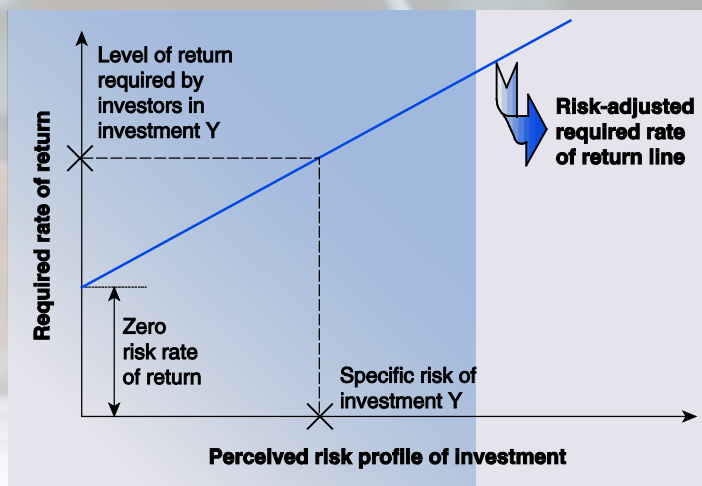 Level of return
required by
investors in
investment Y
Risk-adjusted
required rate
of return line
Required rate of return
Zero
risk rate
of return
Specific risk of
investment Y
Perceived risk profile of investment